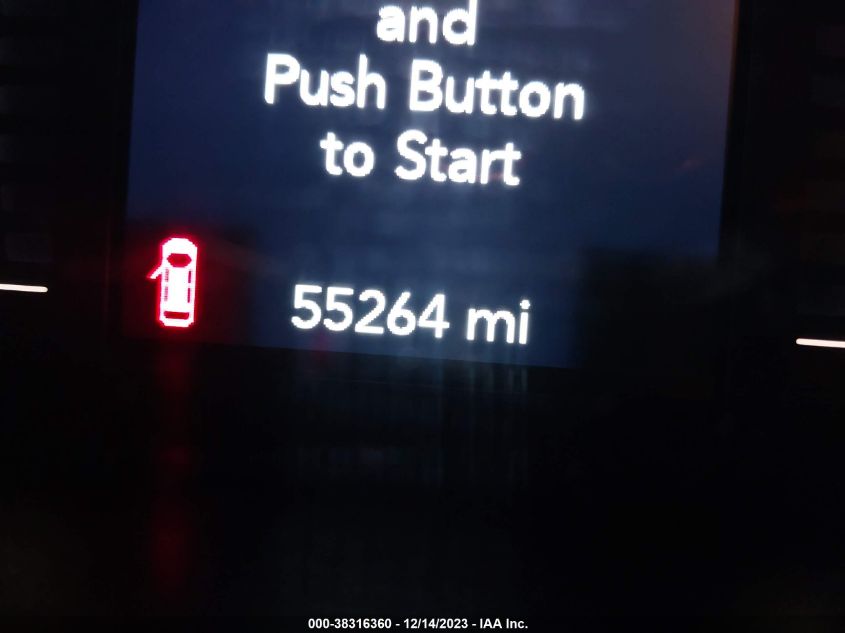 and
Push Button
to Start
55264 mi
000-38316360 - 12/14/2023 - IAA Inc.